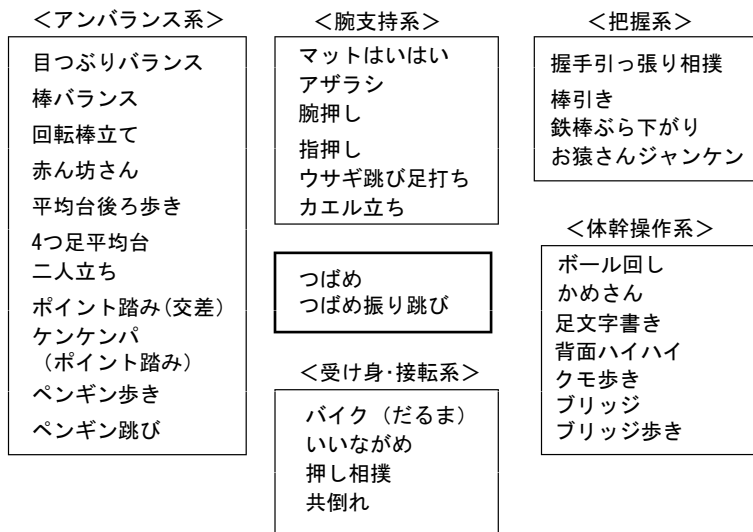 ＜アンバランス系＞
目つぶりバランス
棒バランス
回転棒立て
赤ん坊さん
平均台後ろ歩き
4つ足平均台
二人立ち
ポイント踏み(交差)
ケンケンパ
（ポイント踏み）
ペンギン歩き
ペンギン跳び
＜腕支持系＞
マットはいはい
アザラシ
腕押し
指押し
ウサギ跳び足打ち
カエル立ち
つばめ
つばめ振り跳び
＜受け身･接転系＞
バイク（だるま）
いいながめ
押し相撲
共倒れ
＜把握系＞
握手引っ張り相撲
棒引き
鉄棒ぶら下がり
お猿さんジャンケン
＜体幹操作系＞
ボール回し
かめさん
足文字書き
背面ハイハイ
クモ歩き
ブリッジ
ブリッジ歩き